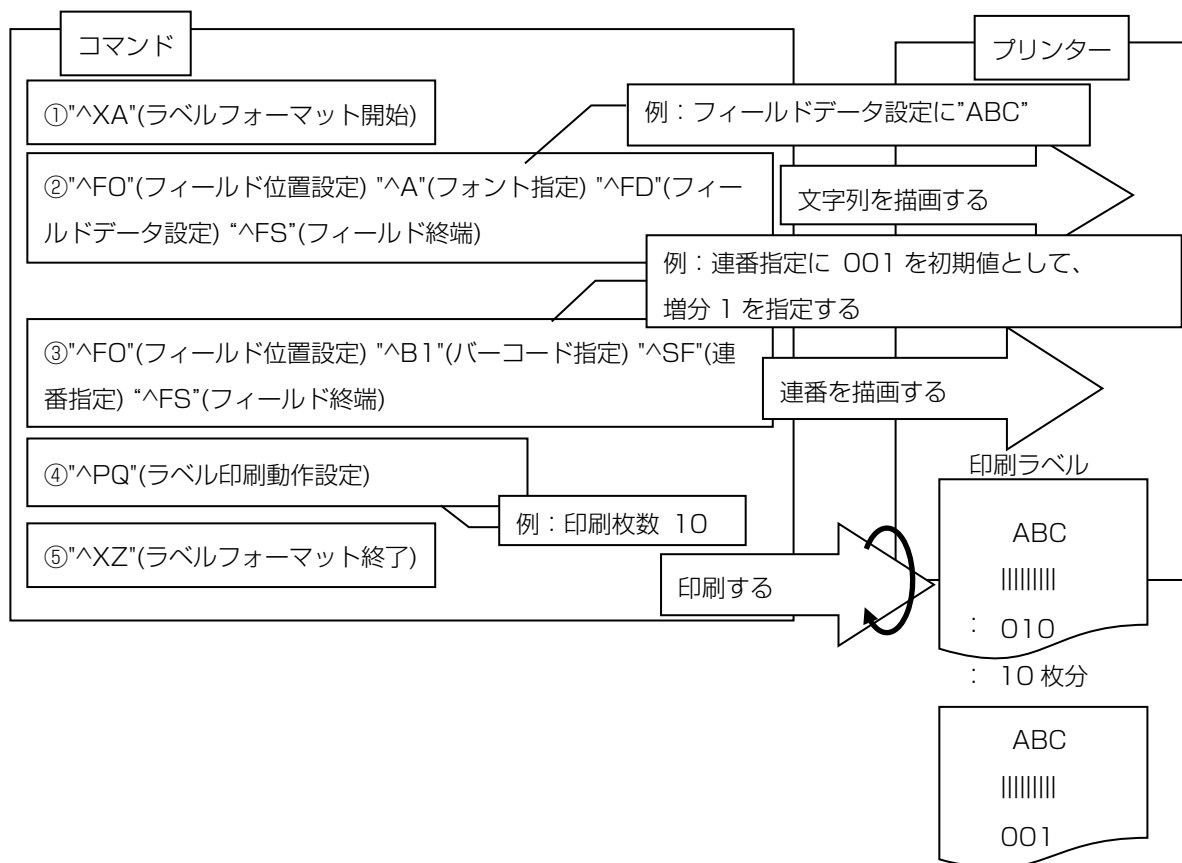 コマンド
プリンター
①"^XA"(ラベルフォーマット開始)
例：フィールドデータ設定に"ABC"
②"^FO"(フィールド位置設定) "^A"(フォント指定) "^FD"(フィー
ルドデータ設定) “^FS”(フィールド終端)
文字列を描画する
例：連番指定に 001 を初期値として、
増分 1 を指定する
③"^FO"(フィールド位置設定) "^B1"(バーコード指定) "^SF"(連
番指定) “^FS”(フィールド終端)
連番を描画する
④"^PQ"(ラベル印刷動作設定)
例：印刷枚数 10
⑤"^XZ"(ラベルフォーマット終了)
印刷する
印刷ラベル
ABC
|||||||||
： 010
： 10 枚分
ABC
|||||||||
001